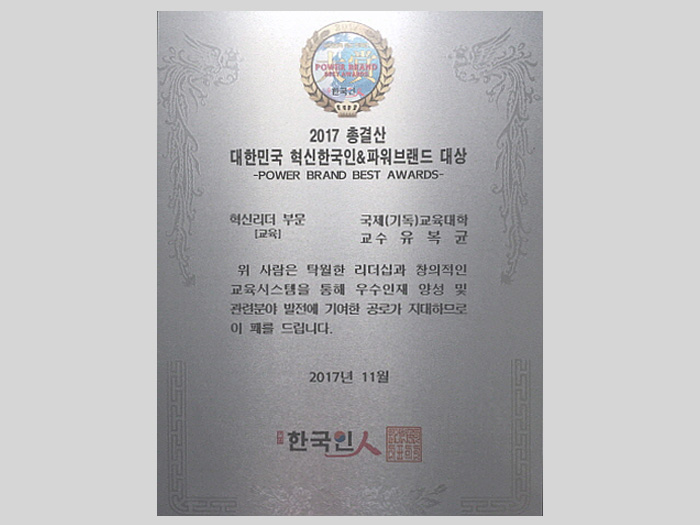 POWER BRAND
BEST AWARDS
한국인
2017 총결산
대한민국 혁신한국인&파워브랜드 대상
-POWER BRAND BEST AWARDS-
혁신리더 부문 국제(기독)교육대학
[교육] 교수 유 복 균
위 사람은 탁월한 리더십과 창의적인
교육시스템을 통해 우수인재 양성 및
관련분야 발전에 기여한 공로가 지대하므로
이 패를 드립니다.
2017년 11월
한국인人